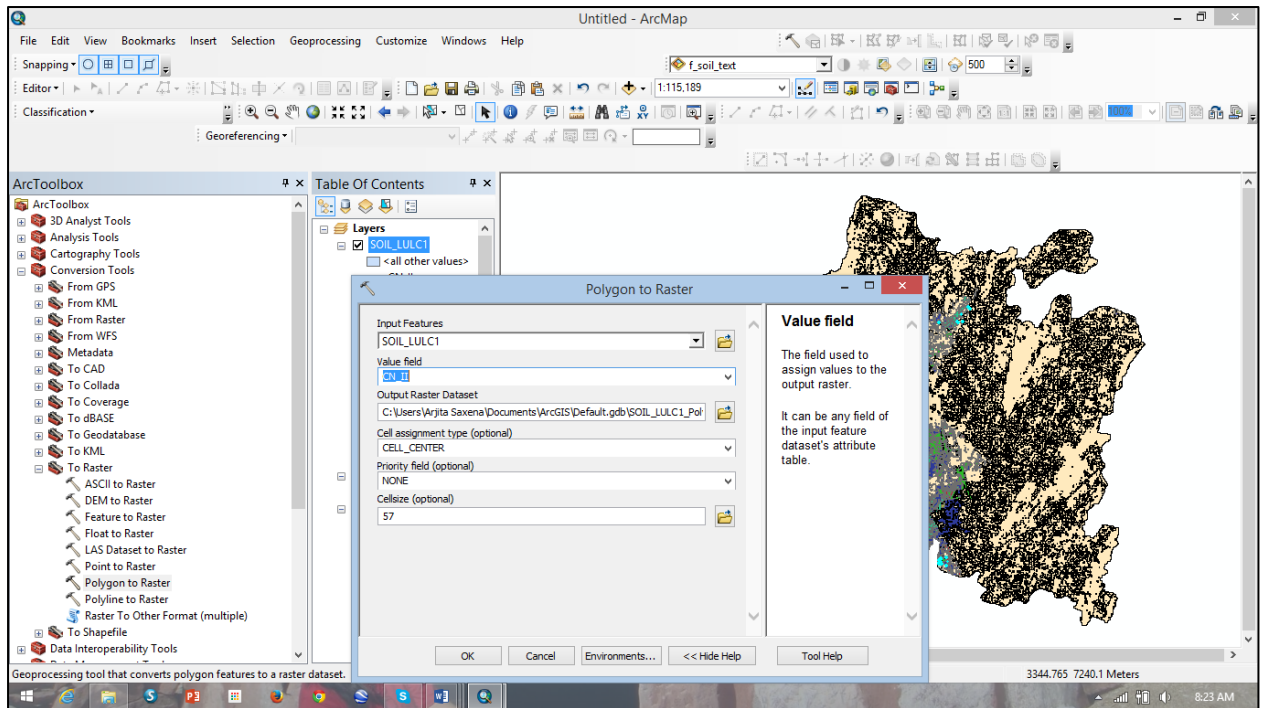 Untitled - ArcMap
File Edit View Bookmarks Insert Selection Geoprocessing Customize Windows Help
Snapping f_soil_text 500
Editor 1:115,189
Classification 100%
Georeferencing
ArcToolbox
ArcToolbox
3D Analyst Tools
Analysis Tools
Cartography Tools
Conversion Tools
From GPS
From KML
From Raster
From WFS
Metadata
To CAD
To Collada
To Coverage
To dBASE
To Geodatabase
To KML
To Raster
ASCII to Raster
DEM to Raster
Feature to Raster
Float to Raster
LAS Dataset to Raster
Point to Raster
Polygon to Raster
Polyline to Raster
Raster To Other Format (multiple)
To Shapefile
Data Interoperability Tools
Table Of Contents
Layers
SOIL_LULC1
<all other values>
Polygon to Raster
Input Features
SOIL_LULC1
Value field
CN_II
Output Raster Dataset
C:\Users\Arjita Saxena\Documents\ArcGIS\Default.gdb\SOIL_LULC1_Pol
Cell assignment type (optional)
CELL_CENTER
Priority field (optional)
NONE
Cellsize (optional)
57
OK Cancel Environments... << Hide Help Tool Help
Value field
The field used to
assign values to the
output raster.
It can be any field of
the input feature
dataset's attribute
table.
Geoprocessing tool that converts polygon features to a raster dataset.
3344.765 7240.1 Meters
8:23 AM